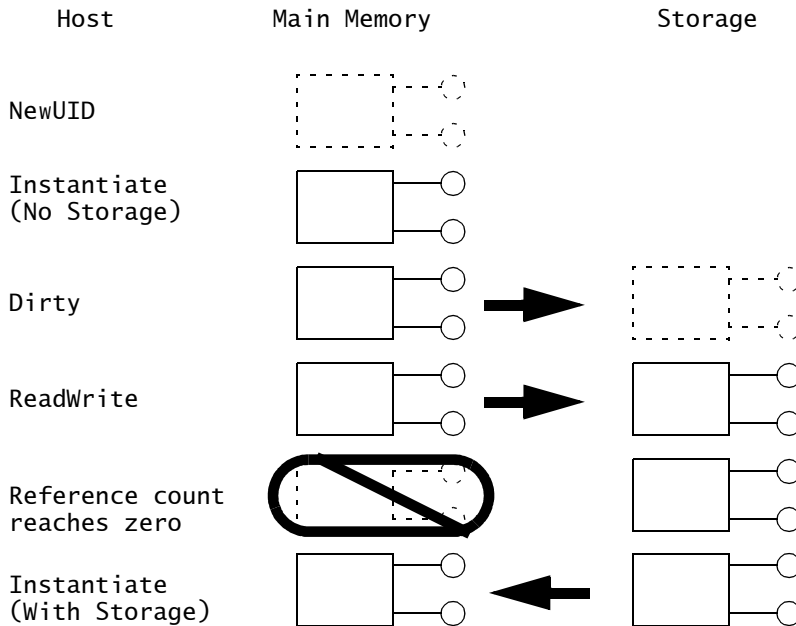 Host Main Memory Storage
NewUID
Instantiate
(No Storage)
Dirty
ReadWrite
Reference count
reaches zero
Instantiate
(With Storage)